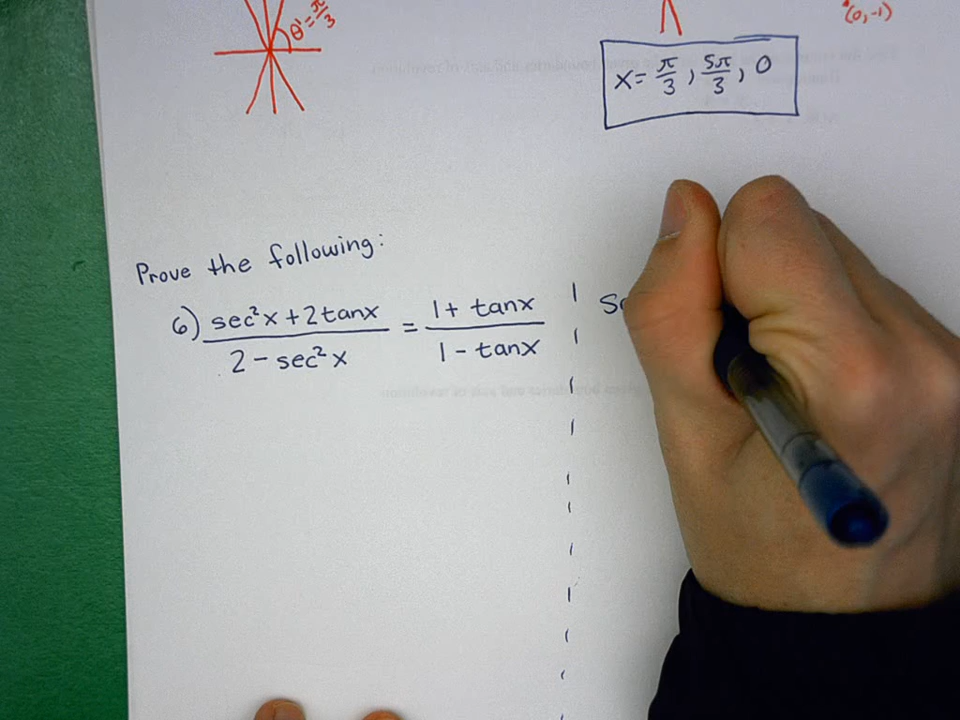 θ' = π/3
(0,-1)
x = π/3, 5π/3, 0
Prove the following:
6) (sec²x + 2tanx)/(2 - sec²x) = (1 + tanx)/(1 - tanx)